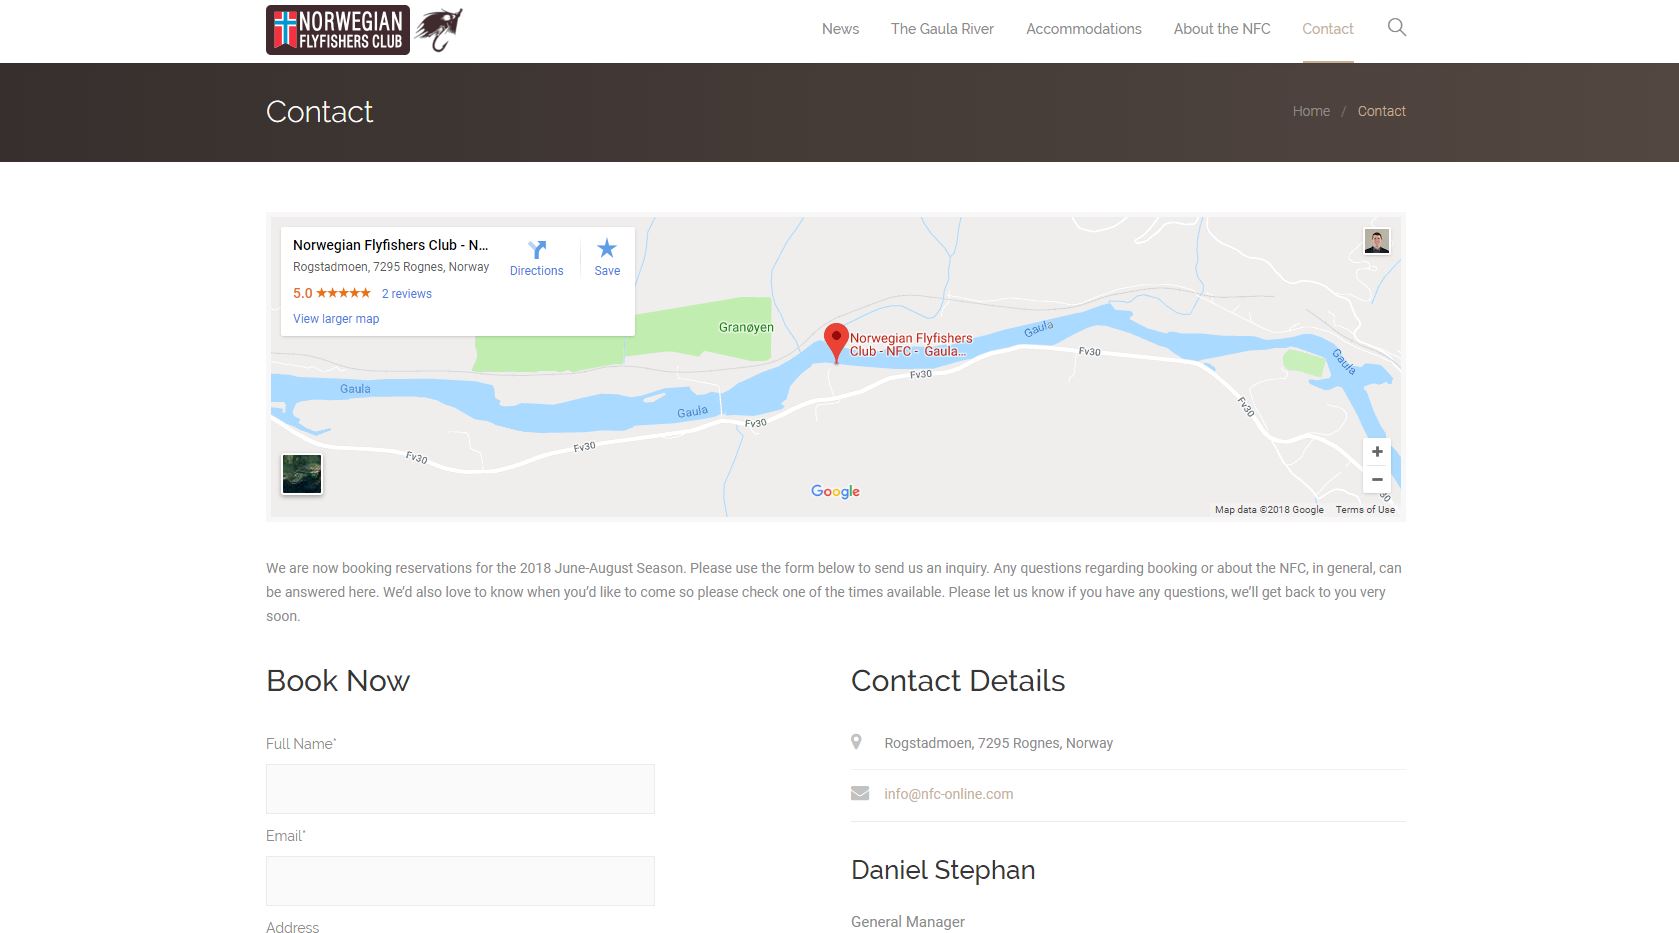 NORWEGIAN
FLYFISHERS CLUB
News
The Gaula River
Accommodations
About the NFC
Contact
Contact
Home / Contact
Norwegian Flyfishers Club - N...
Rogstadmoen, 7295 Rognes, Norway
5.0 ★★★★★ 2 reviews
View larger map
Directions
Save
Granøyen
Norwegian Flyfishers
Club - NFC - Gaula...
Gaula
Gaula
Gaula
Gaula
Fv30
Fv30
Fv30
Fv30
Fv30
Fv30
+
−
Google
Map data ©2018 Google Terms of Use
We are now booking reservations for the 2018 June-August Season. Please use the form below to send us an inquiry. Any questions regarding booking or about the NFC, in general, can
be answered here. We’d also love to know when you’d like to come so please check one of the times available. Please let us know if you have any questions, we’ll get back to you very
soon.
Book Now
Full Name*
Email*
Address
Contact Details
Rogstadmoen, 7295 Rognes, Norway
info@nfc-online.com
Daniel Stephan
General Manager